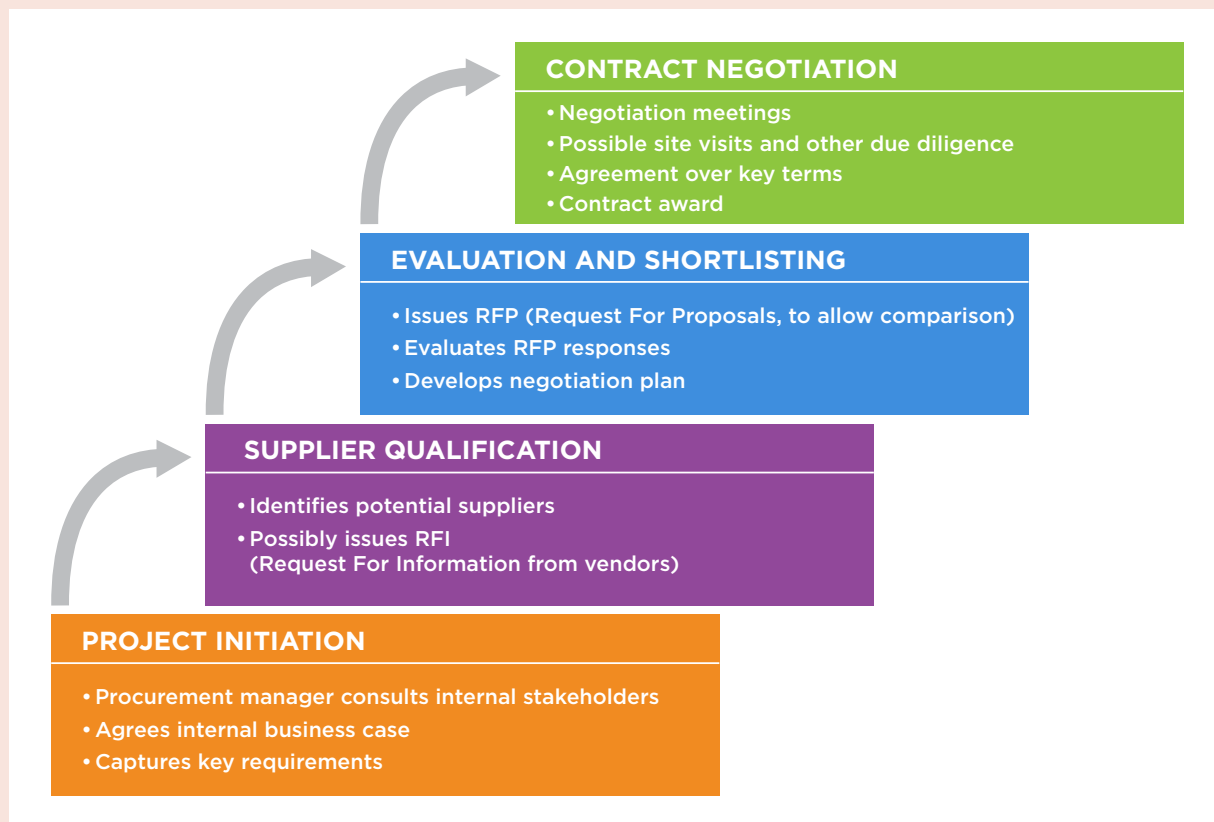 CONTRACT NEGOTIATION
• Negotiation meetings
• Possible site visits and other due diligence
• Agreement over key terms
• Contract award
EVALUATION AND SHORTLISTING
• Issues RFP (Request For Proposals, to allow comparison)
• Evaluates RFP responses
• Develops negotiation plan
SUPPLIER QUALIFICATION
• Identifies potential suppliers
• Possibly issues RFI
(Request For Information from vendors)
PROJECT INITIATION
• Procurement manager consults internal stakeholders
• Agrees internal business case
• Captures key requirements